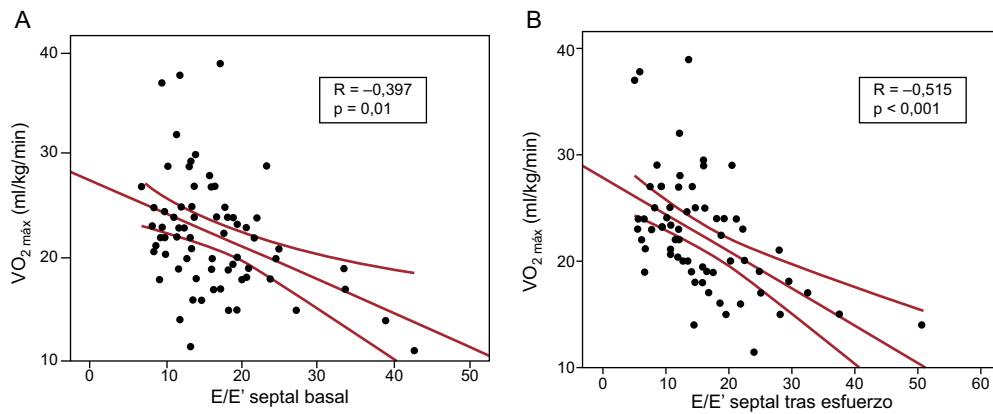 A
VO2 máx (ml/kg/min)
40
30
20
10
R = –0,397
p = 0,01
0
10
20
30
40
50
E/E' septal basal
B
VO2 máx (ml/kg/min)
40
30
20
10
R = –0,515
p < 0,001
0
10
20
30
40
50
60
E/E' septal tras esfuerzo